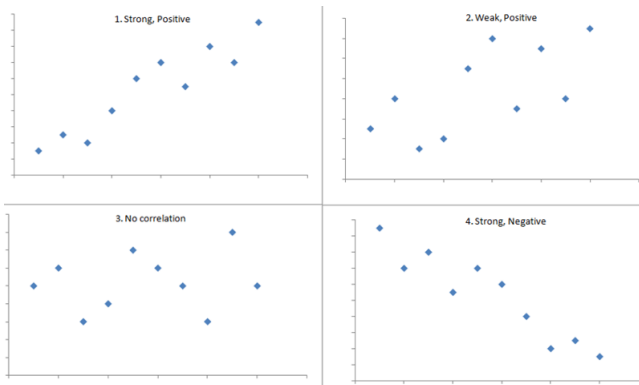 1. Strong, Positive
2. Weak, Positive
3. No correlation
4. Strong, Negative